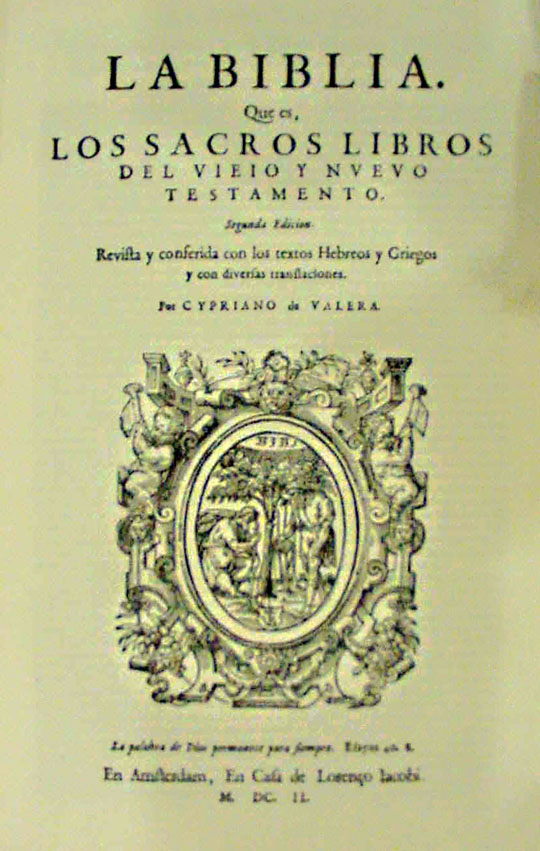 LA BIBLIA.
Que es,
LOS SACROS LIBROS
DEL VIEIO Y NVEVO
TESTAMENTO.
Segunda Edicion.
Revista y conferida con los textos Hebreos y Griegos
y con diversas translaciones.
Por CYPRIANO de VALERA.
La palabra de Dios permanece para siempre. Esayas 40. 8.
En Amsterdam, En Casa de Lorenço Iacobi.
M. DC. II.